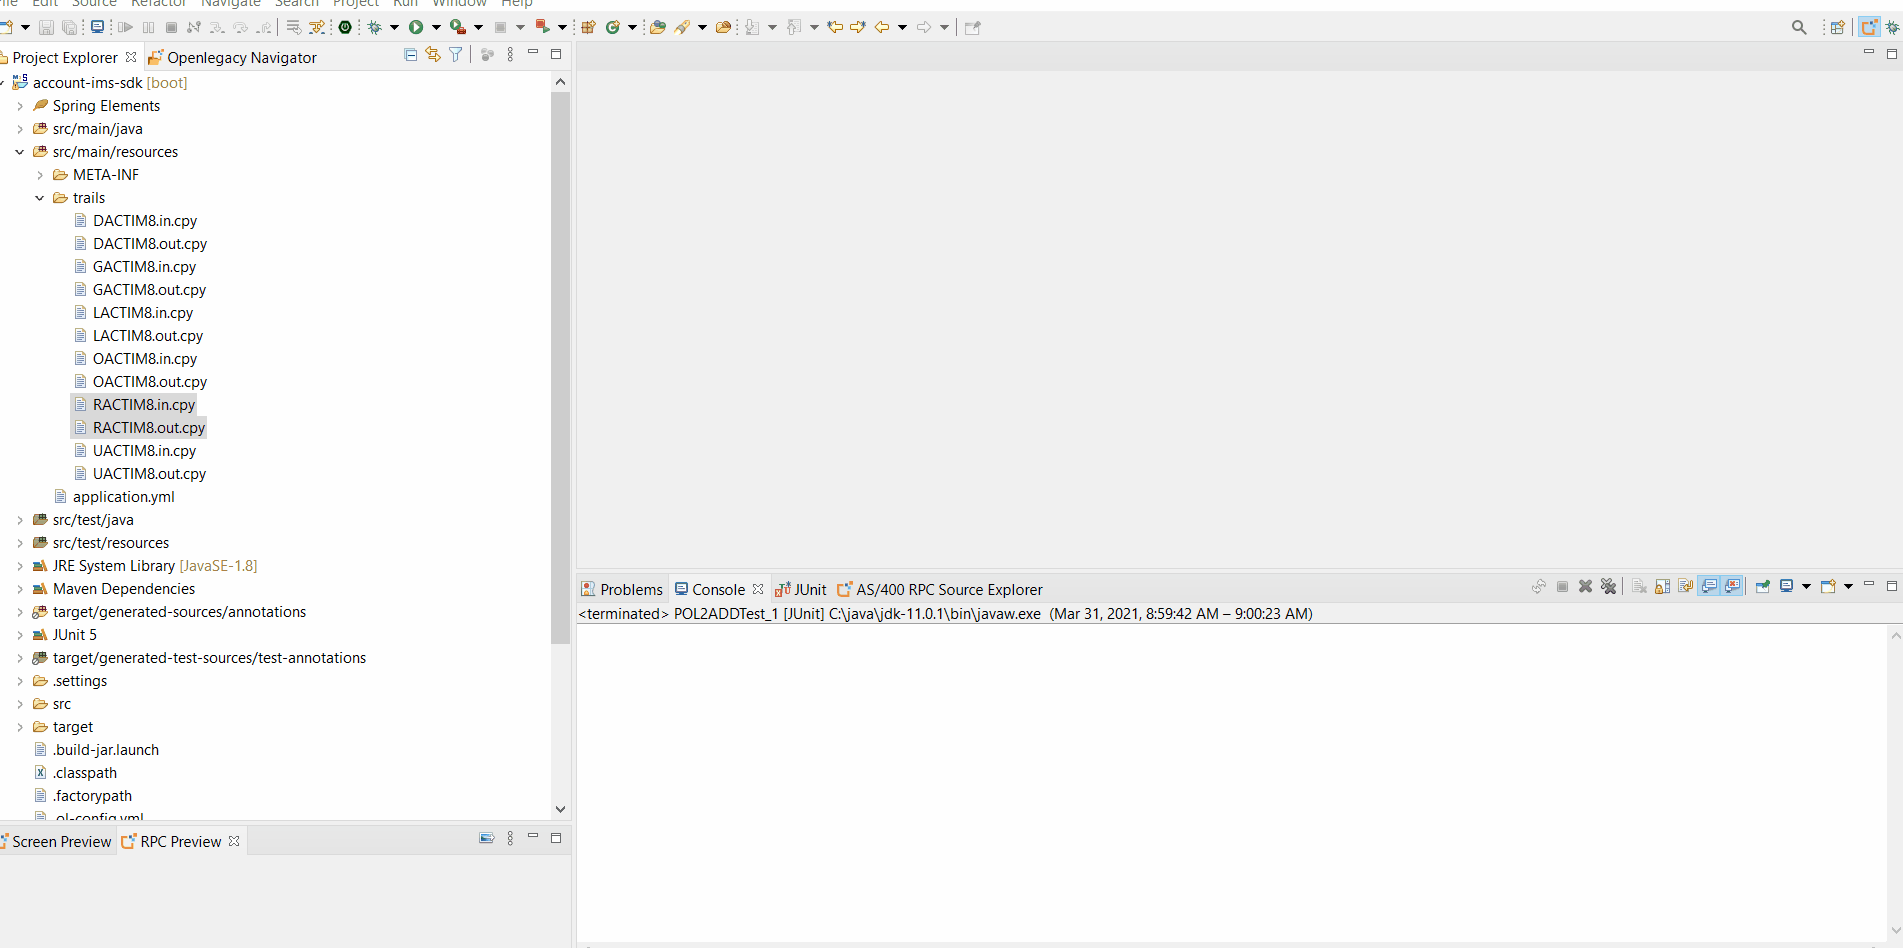 File Edit Source Refactor Navigate Search Project Run Window Help
Project Explorer Openlegacy Navigator
account-ims-sdk [boot]
Spring Elements
src/main/java
src/main/resources
META-INF
trails
DACTIM8.in.cpy
DACTIM8.out.cpy
GACTIM8.in.cpy
GACTIM8.out.cpy
LACTIM8.in.cpy
LACTIM8.out.cpy
OACTIM8.in.cpy
OACTIM8.out.cpy
RACTIM8.in.cpy
RACTIM8.out.cpy
UACTIM8.in.cpy
UACTIM8.out.cpy
application.yml
src/test/java
src/test/resources
JRE System Library [JavaSE-1.8]
Maven Dependencies
target/generated-sources/annotations
JUnit 5
target/generated-test-sources/test-annotations
.settings
src
target
.build-jar.launch
.classpath
.factorypath
.ol-config.yml
Screen Preview RPC Preview
Problems Console JUnit AS/400 RPC Source Explorer
<terminated> POL2ADDTest_1 [JUnit] C:\java\jdk-11.0.1\bin\javaw.exe (Mar 31, 2021, 8:59:42 AM – 9:00:23 AM)